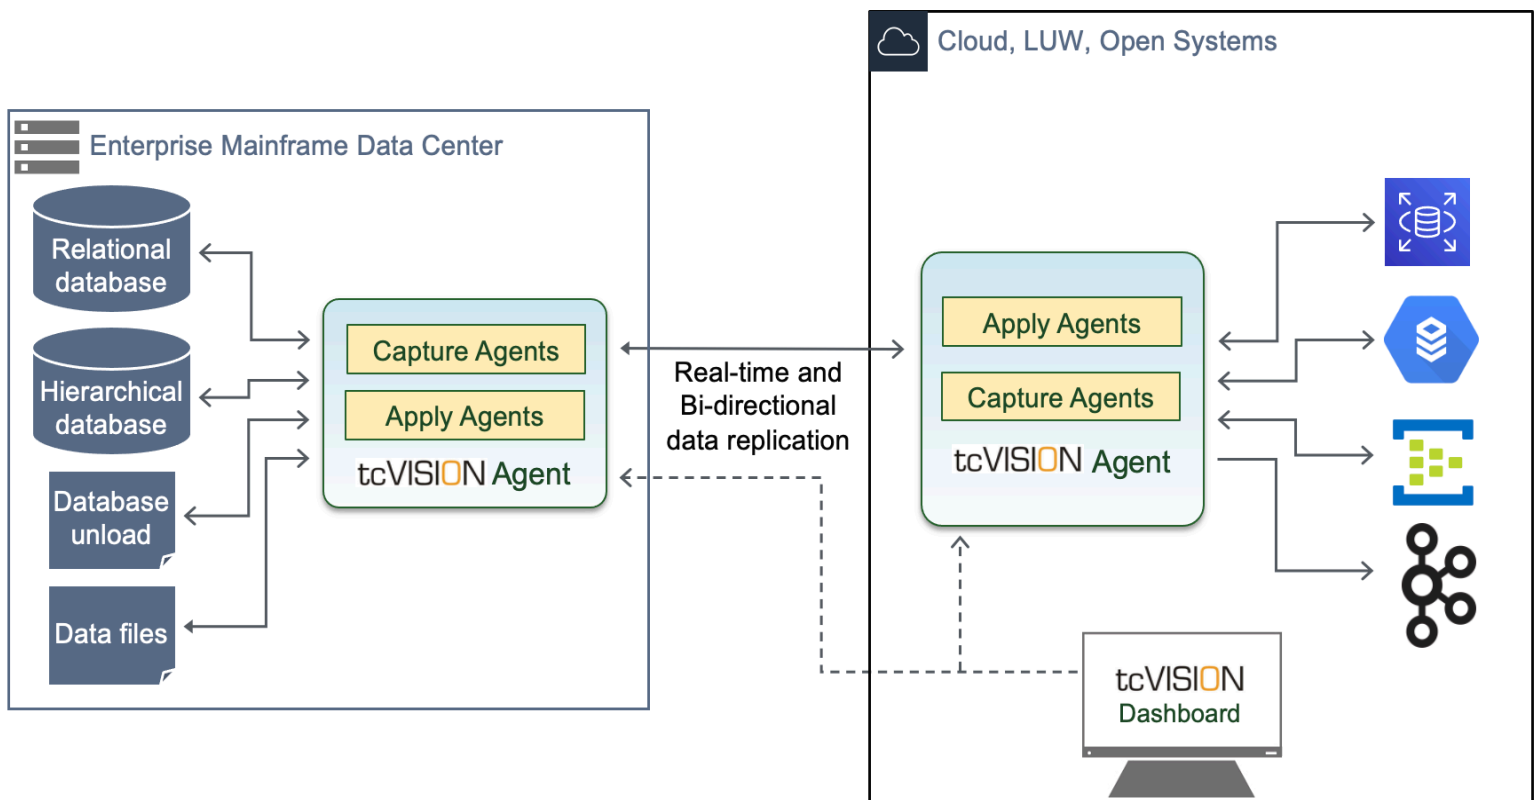 Cloud, LUW, Open Systems
Enterprise Mainframe Data Center
Relational
database
Hierarchical
database
Database
unload
Data files
Capture Agents
Apply Agents
tcVISION Agent
Real-time and
Bi-directional
data replication
Apply Agents
Capture Agents
tcVISION Agent
tcVISION
Dashboard